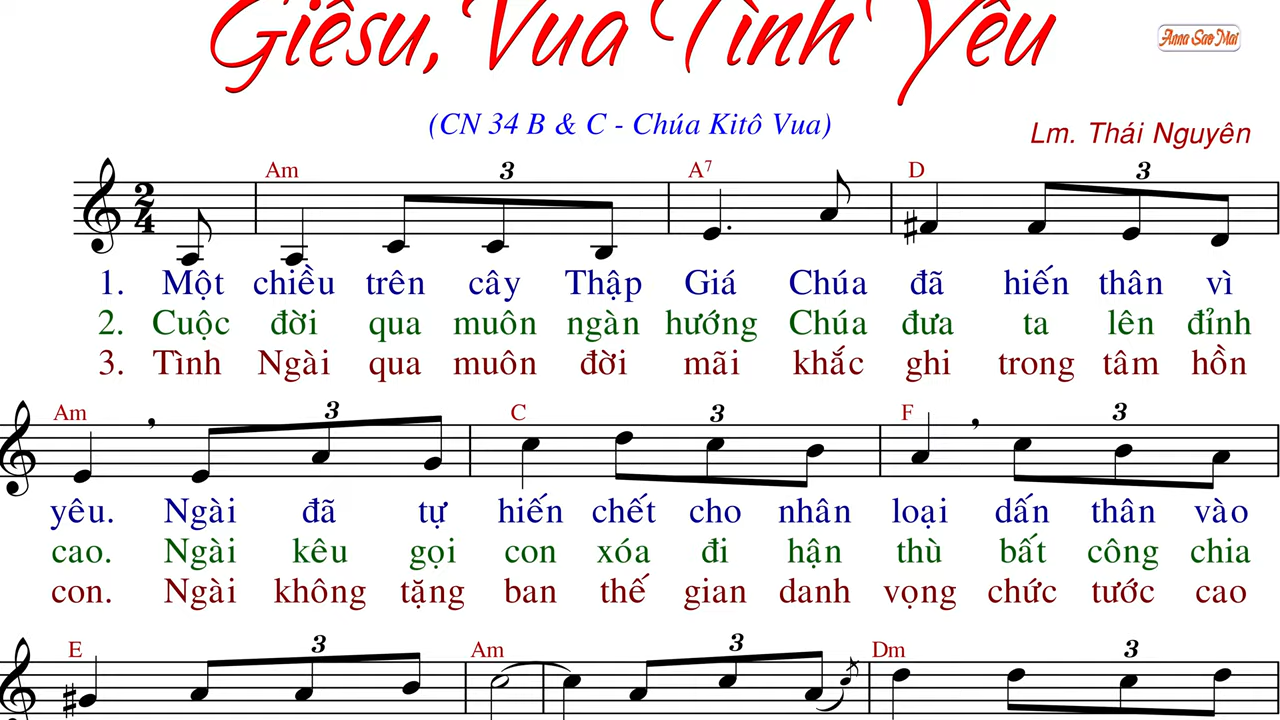 Giêsu, Vua Tình Yêu
Anna Sao Mai
(CN 34 B & C - Chúa Kitô Vua)
Lm. Thái Nguyên
Am 3 A7 D 3
2
4
1. Một chiều trên cây Thập Giá Chúa đã hiến thân vì
2. Cuộc đời qua muôn ngàn hướng Chúa đưa ta lên đỉnh
3. Tình Ngài qua muôn đời mãi khắc ghi trong tâm hồn
Am 3 C 3 F 3
yêu. Ngài đã tự hiến chết cho nhân loại dấn thân vào
cao. Ngài kêu gọi con xóa đi hận thù bất công chia
con. Ngài không tặng ban thế gian danh vọng chức tước cao
E 3 Am 3 Dm 3